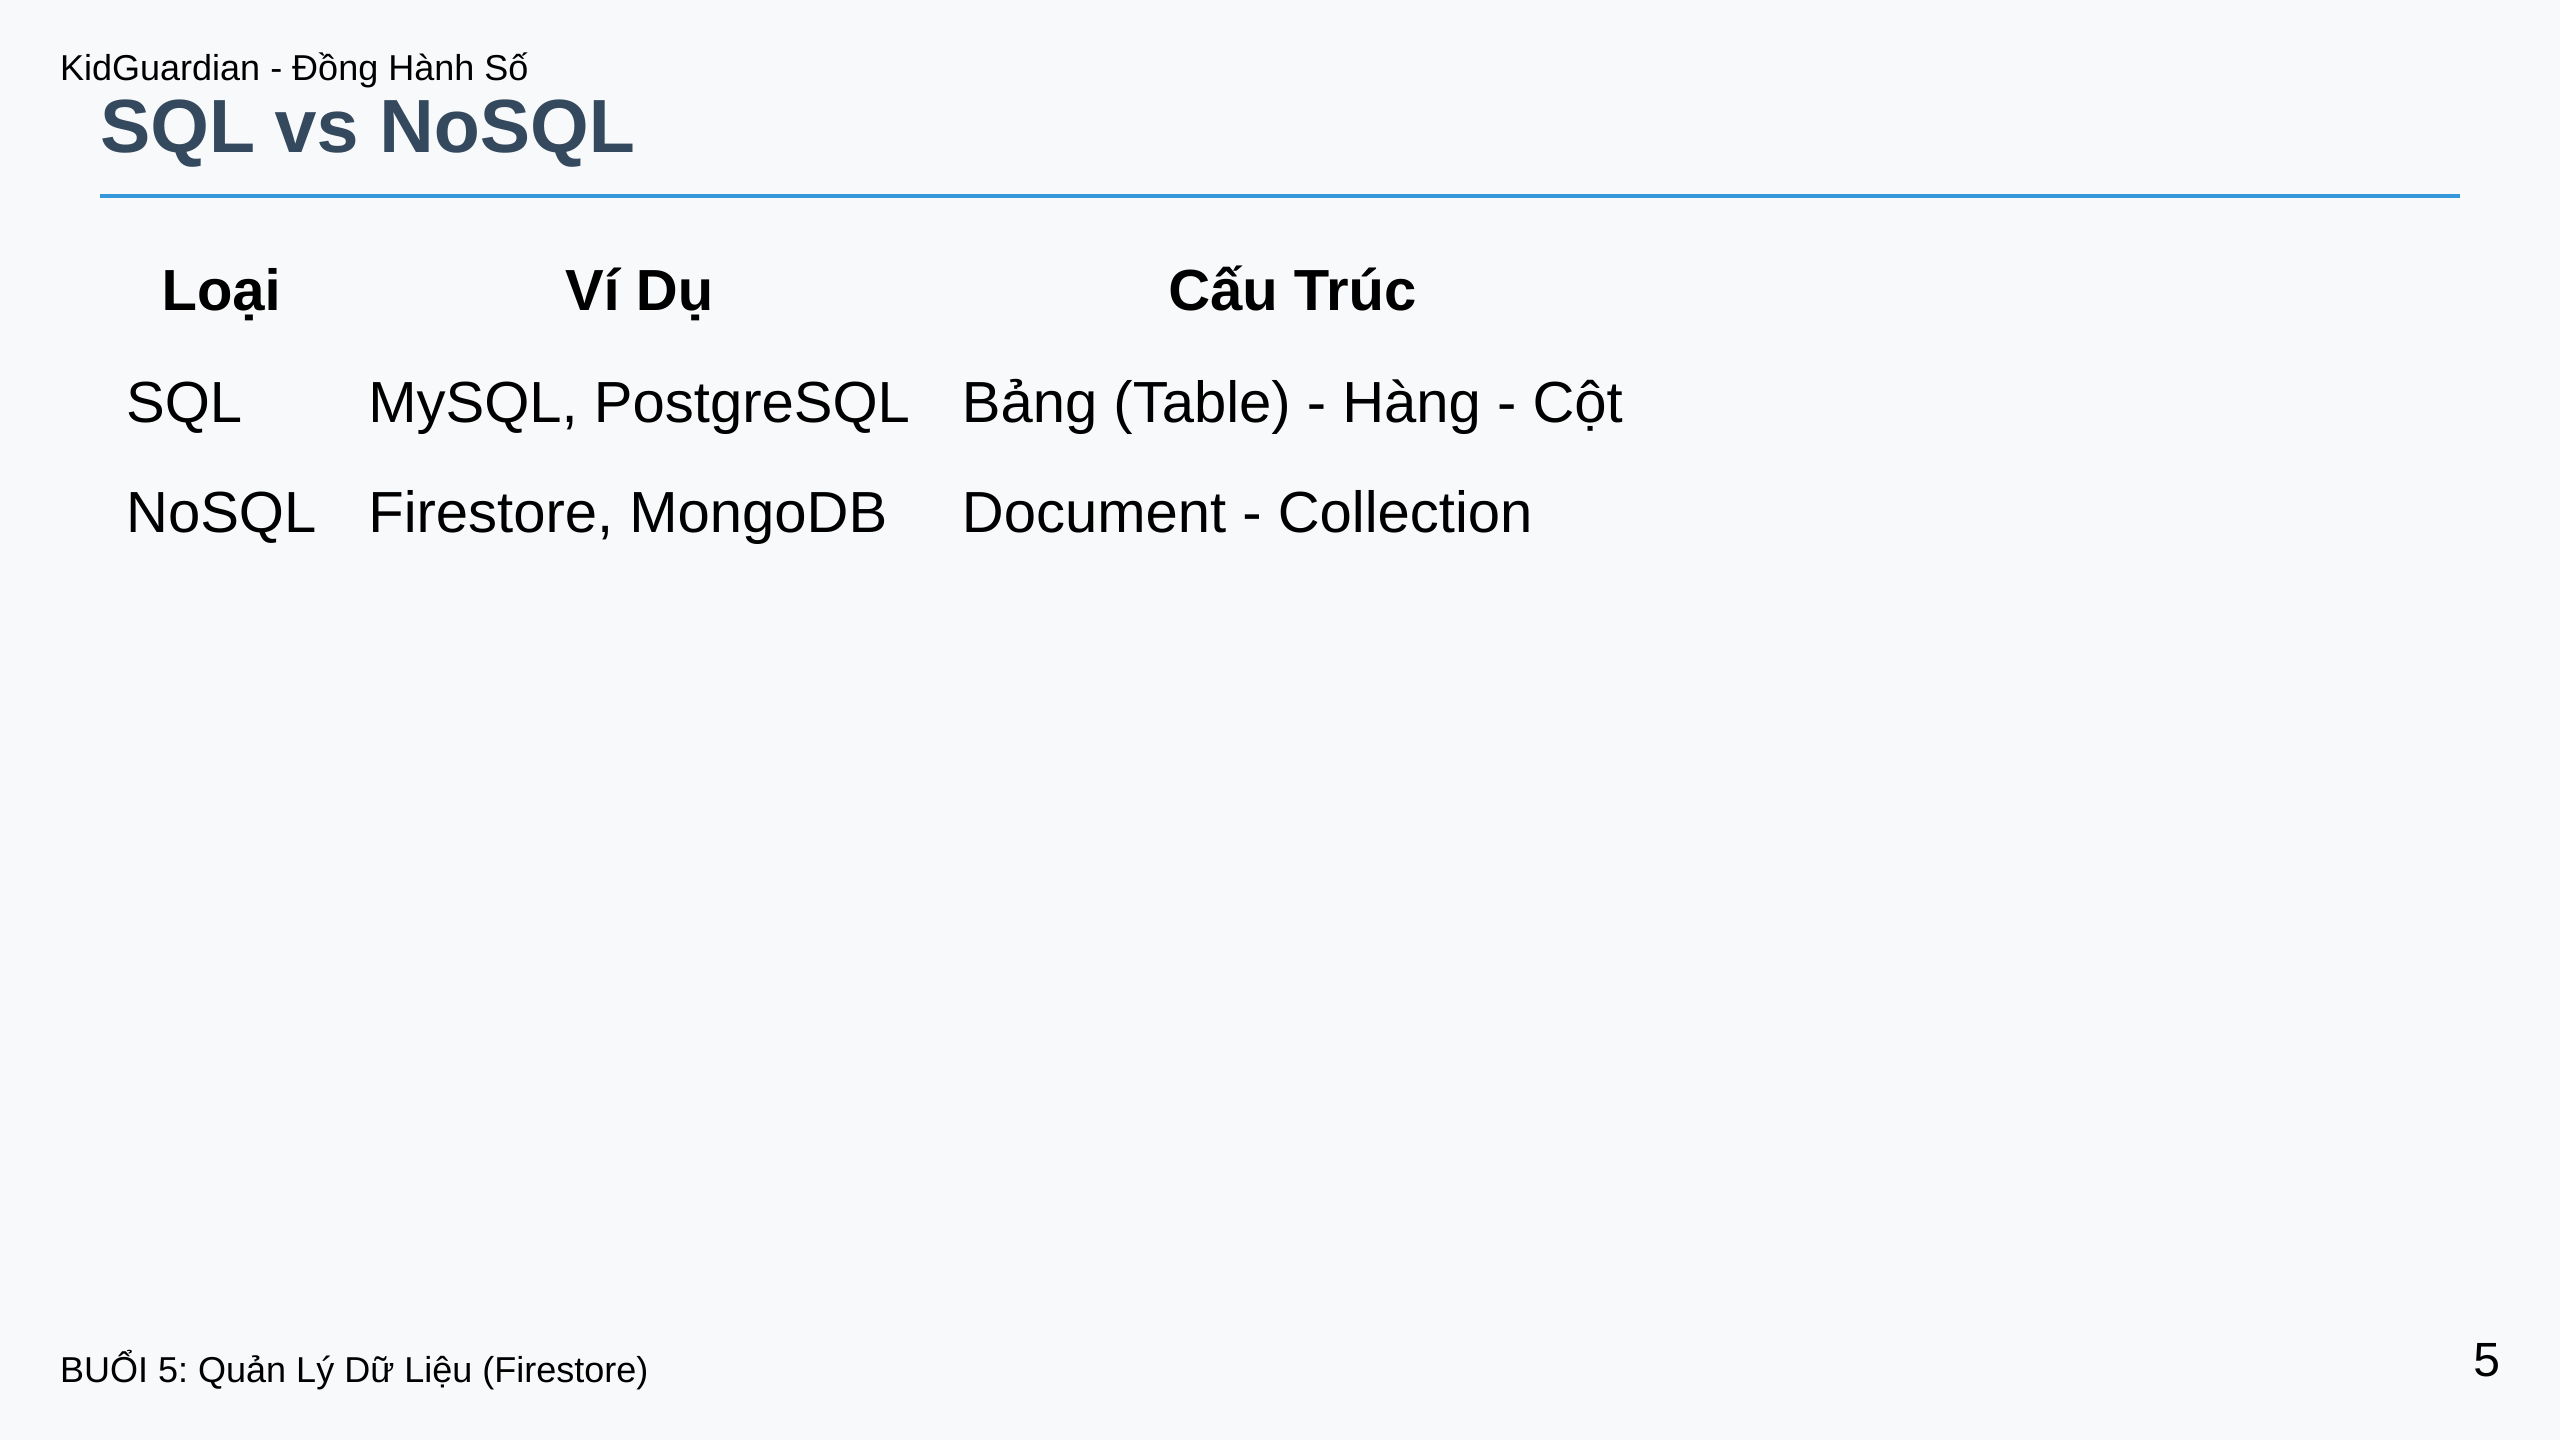 KidGuardian - Đồng Hành Số
SQL vs NoSQL
Loại Ví Dụ Cấu Trúc
SQL MySQL, PostgreSQL Bảng (Table) - Hàng - Cột
NoSQL Firestore, MongoDB Document - Collection
BUỔI 5: Quản Lý Dữ Liệu (Firestore)
5